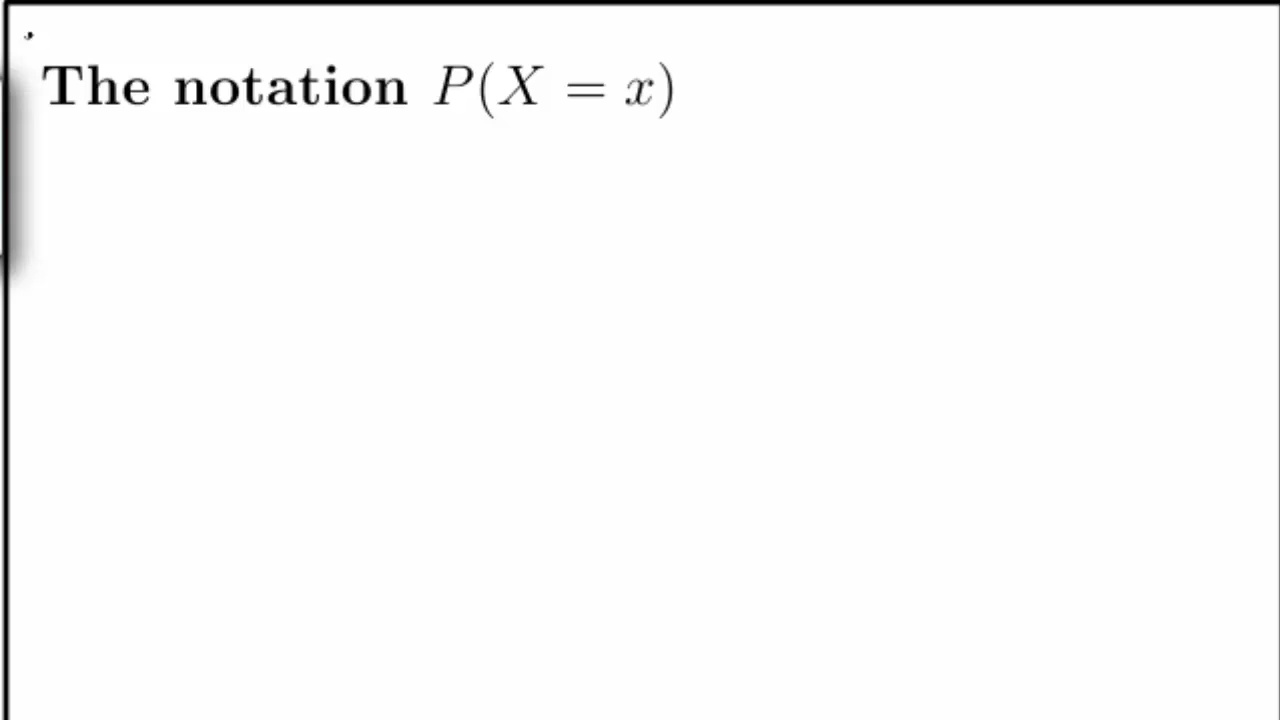 The notation P(X = x)